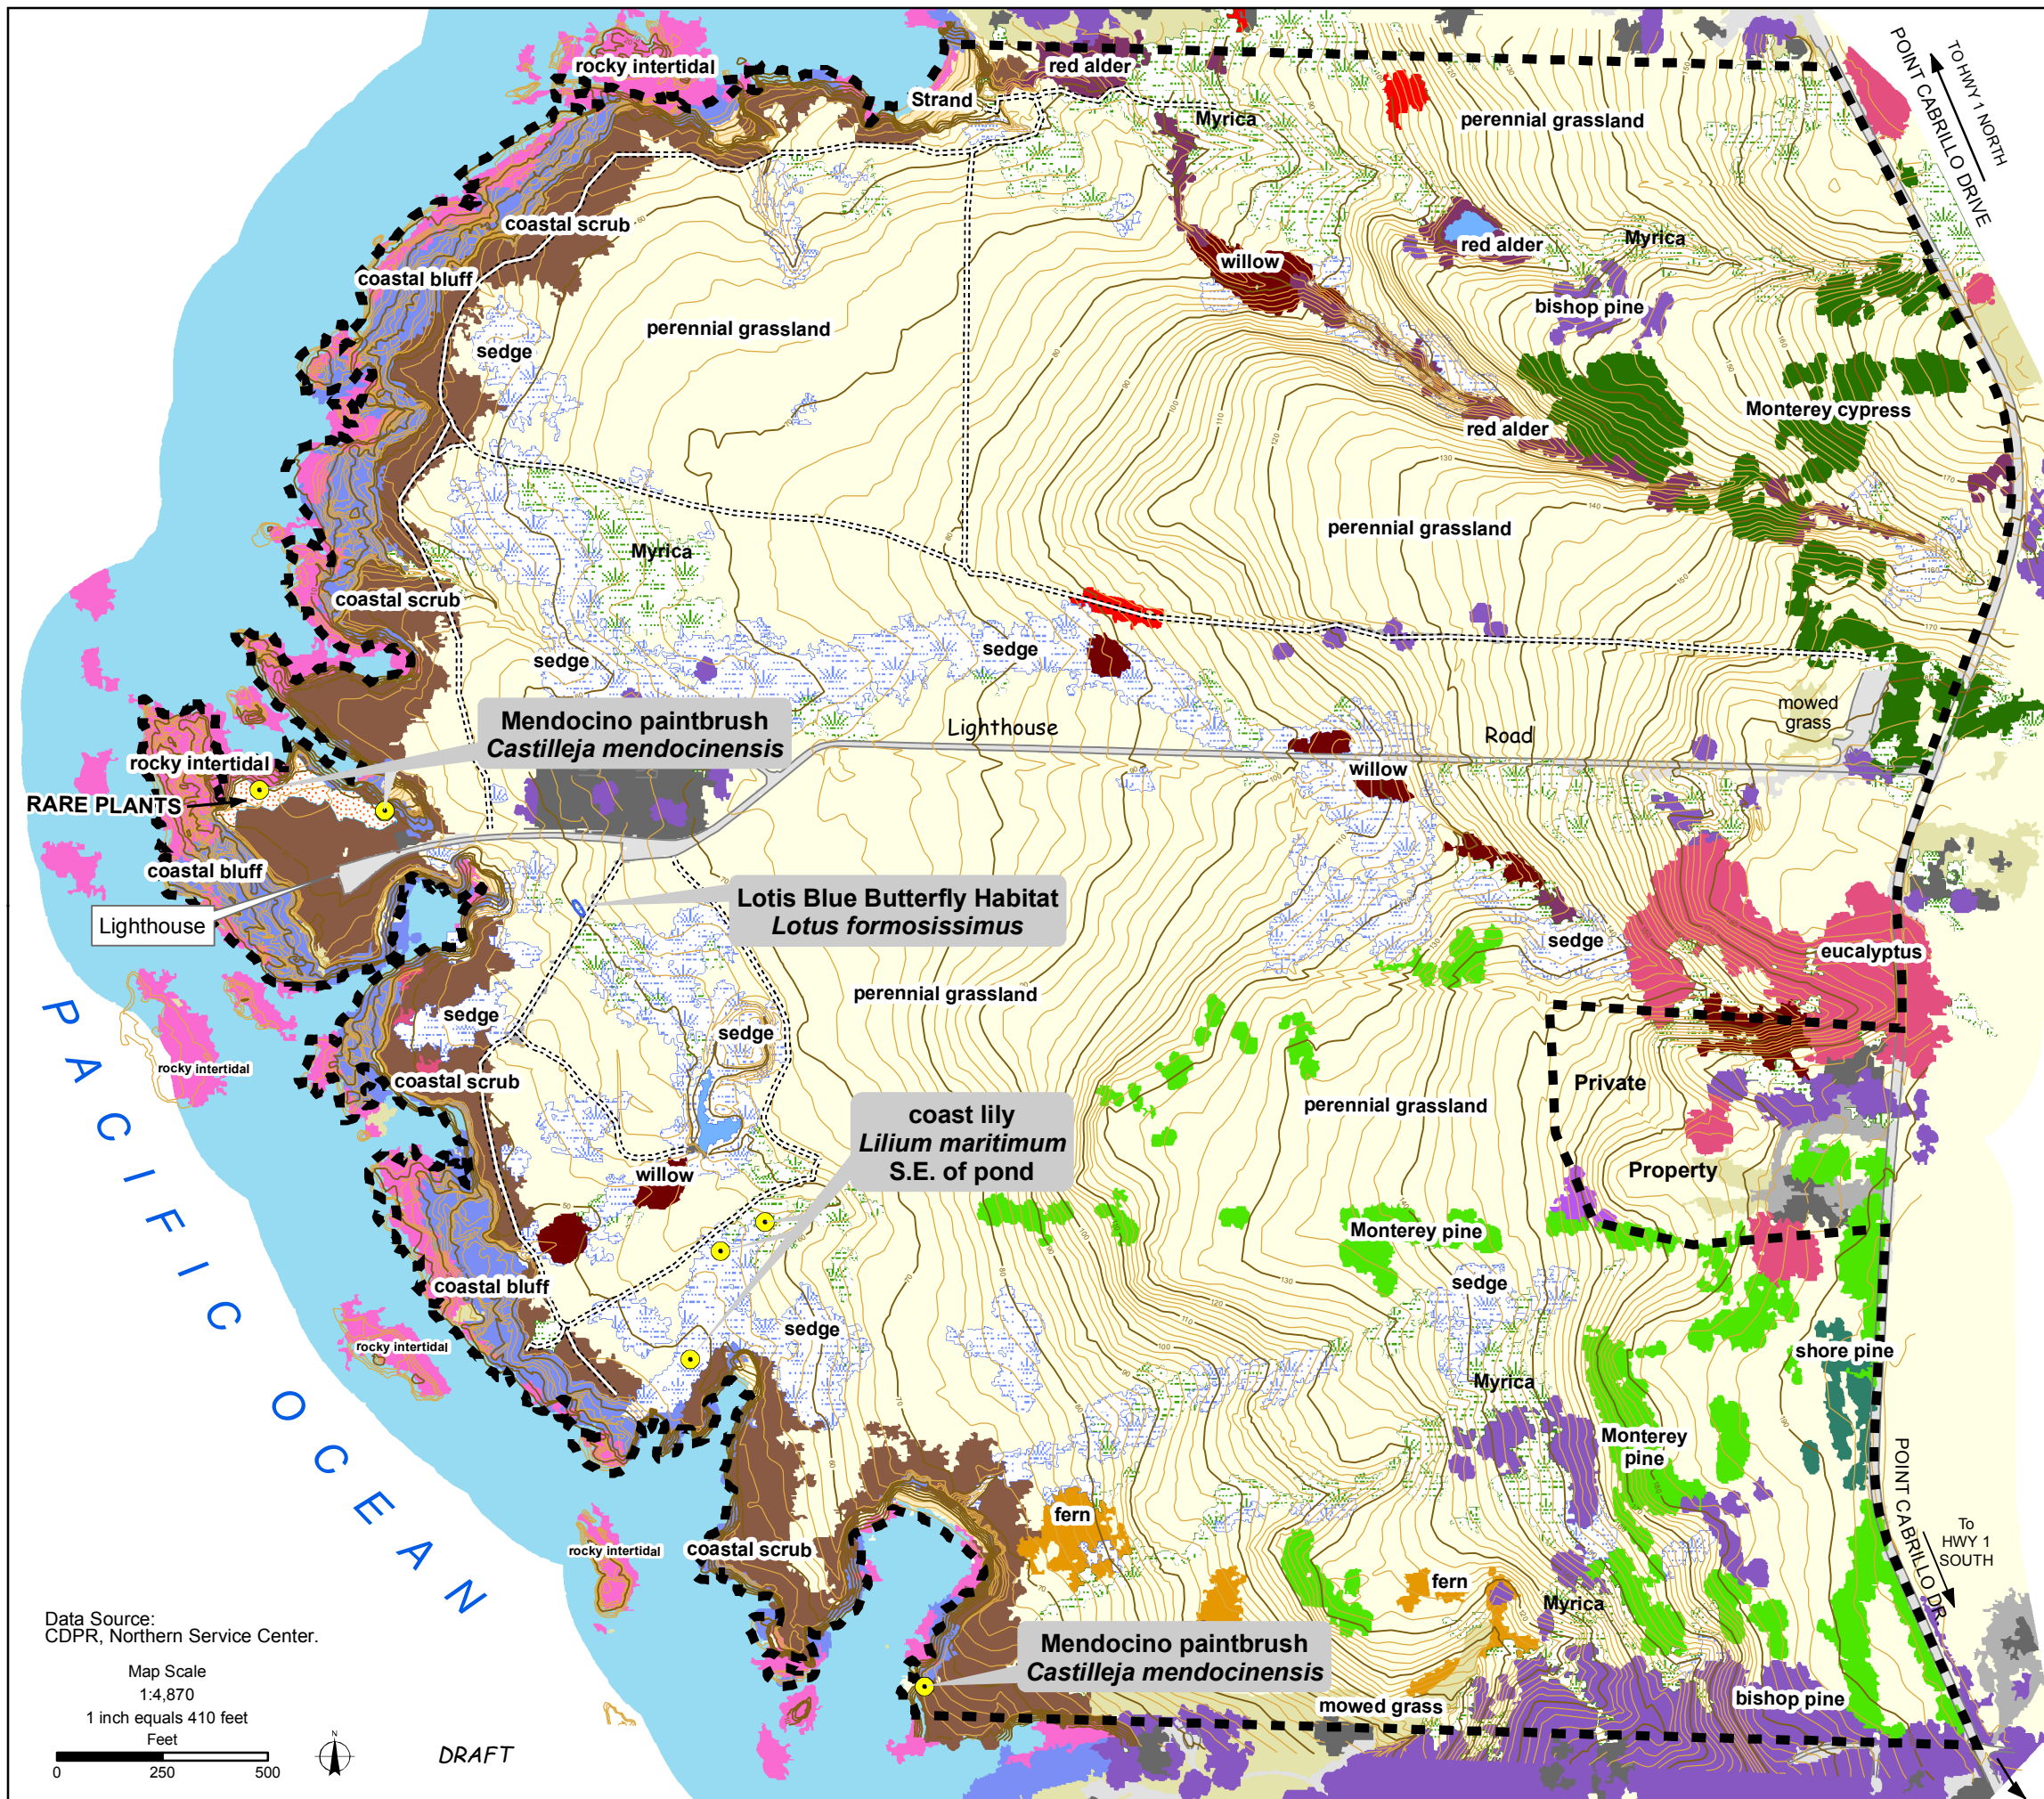 rocky intertidal
red alder
Strand
Myrica
perennial grassland
TO HWY 1 NORTH
POINT CABRILLO DRIVE
coastal scrub
coastal bluff
willow
red alder
Myrica
bishop pine
perennial grassland
sedge
Monterey cypress
red alder
perennial grassland
Myrica
coastal scrub
sedge
sedge
mowed
grass
Mendocino paintbrush
Castilleja mendocinensis
Lighthouse
Road
rocky intertidal
willow
RARE PLANTS
coastal bluff
Lighthouse
Lotis Blue Butterfly Habitat
Lotus formosissimus
sedge
eucalyptus
perennial grassland
sedge
sedge
rocky intertidal
coastal scrub
Private
Property
perennial grassland
coast lily
Lilium maritimum
S.E. of pond
willow
Monterey pine
coastal bluff
sedge
sedge
rocky intertidal
shore pine
Myrica
Monterey
pine
PACIFIC OCEAN
POINT CABRILLO DR
To
HWY 1
SOUTH
fern
coastal scrub
rocky intertidal
fern
Myrica
Mendocino paintbrush
Castilleja mendocinensis
mowed grass
bishop pine
Data Source:
CDPR, Northern Service Center.
Map Scale
1:4,870
1 inch equals 410 feet
Feet
0 250 500
N
DRAFT